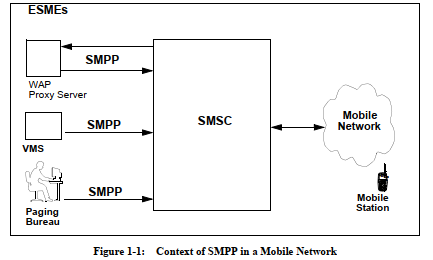 ESMEs
SMPP
WAP
Proxy Server
SMPP
VMS
SMPP
Paging
Bureau
SMSC
Mobile
Network
Mobile
Station
Figure 1-1: Context of SMPP in a Mobile Network